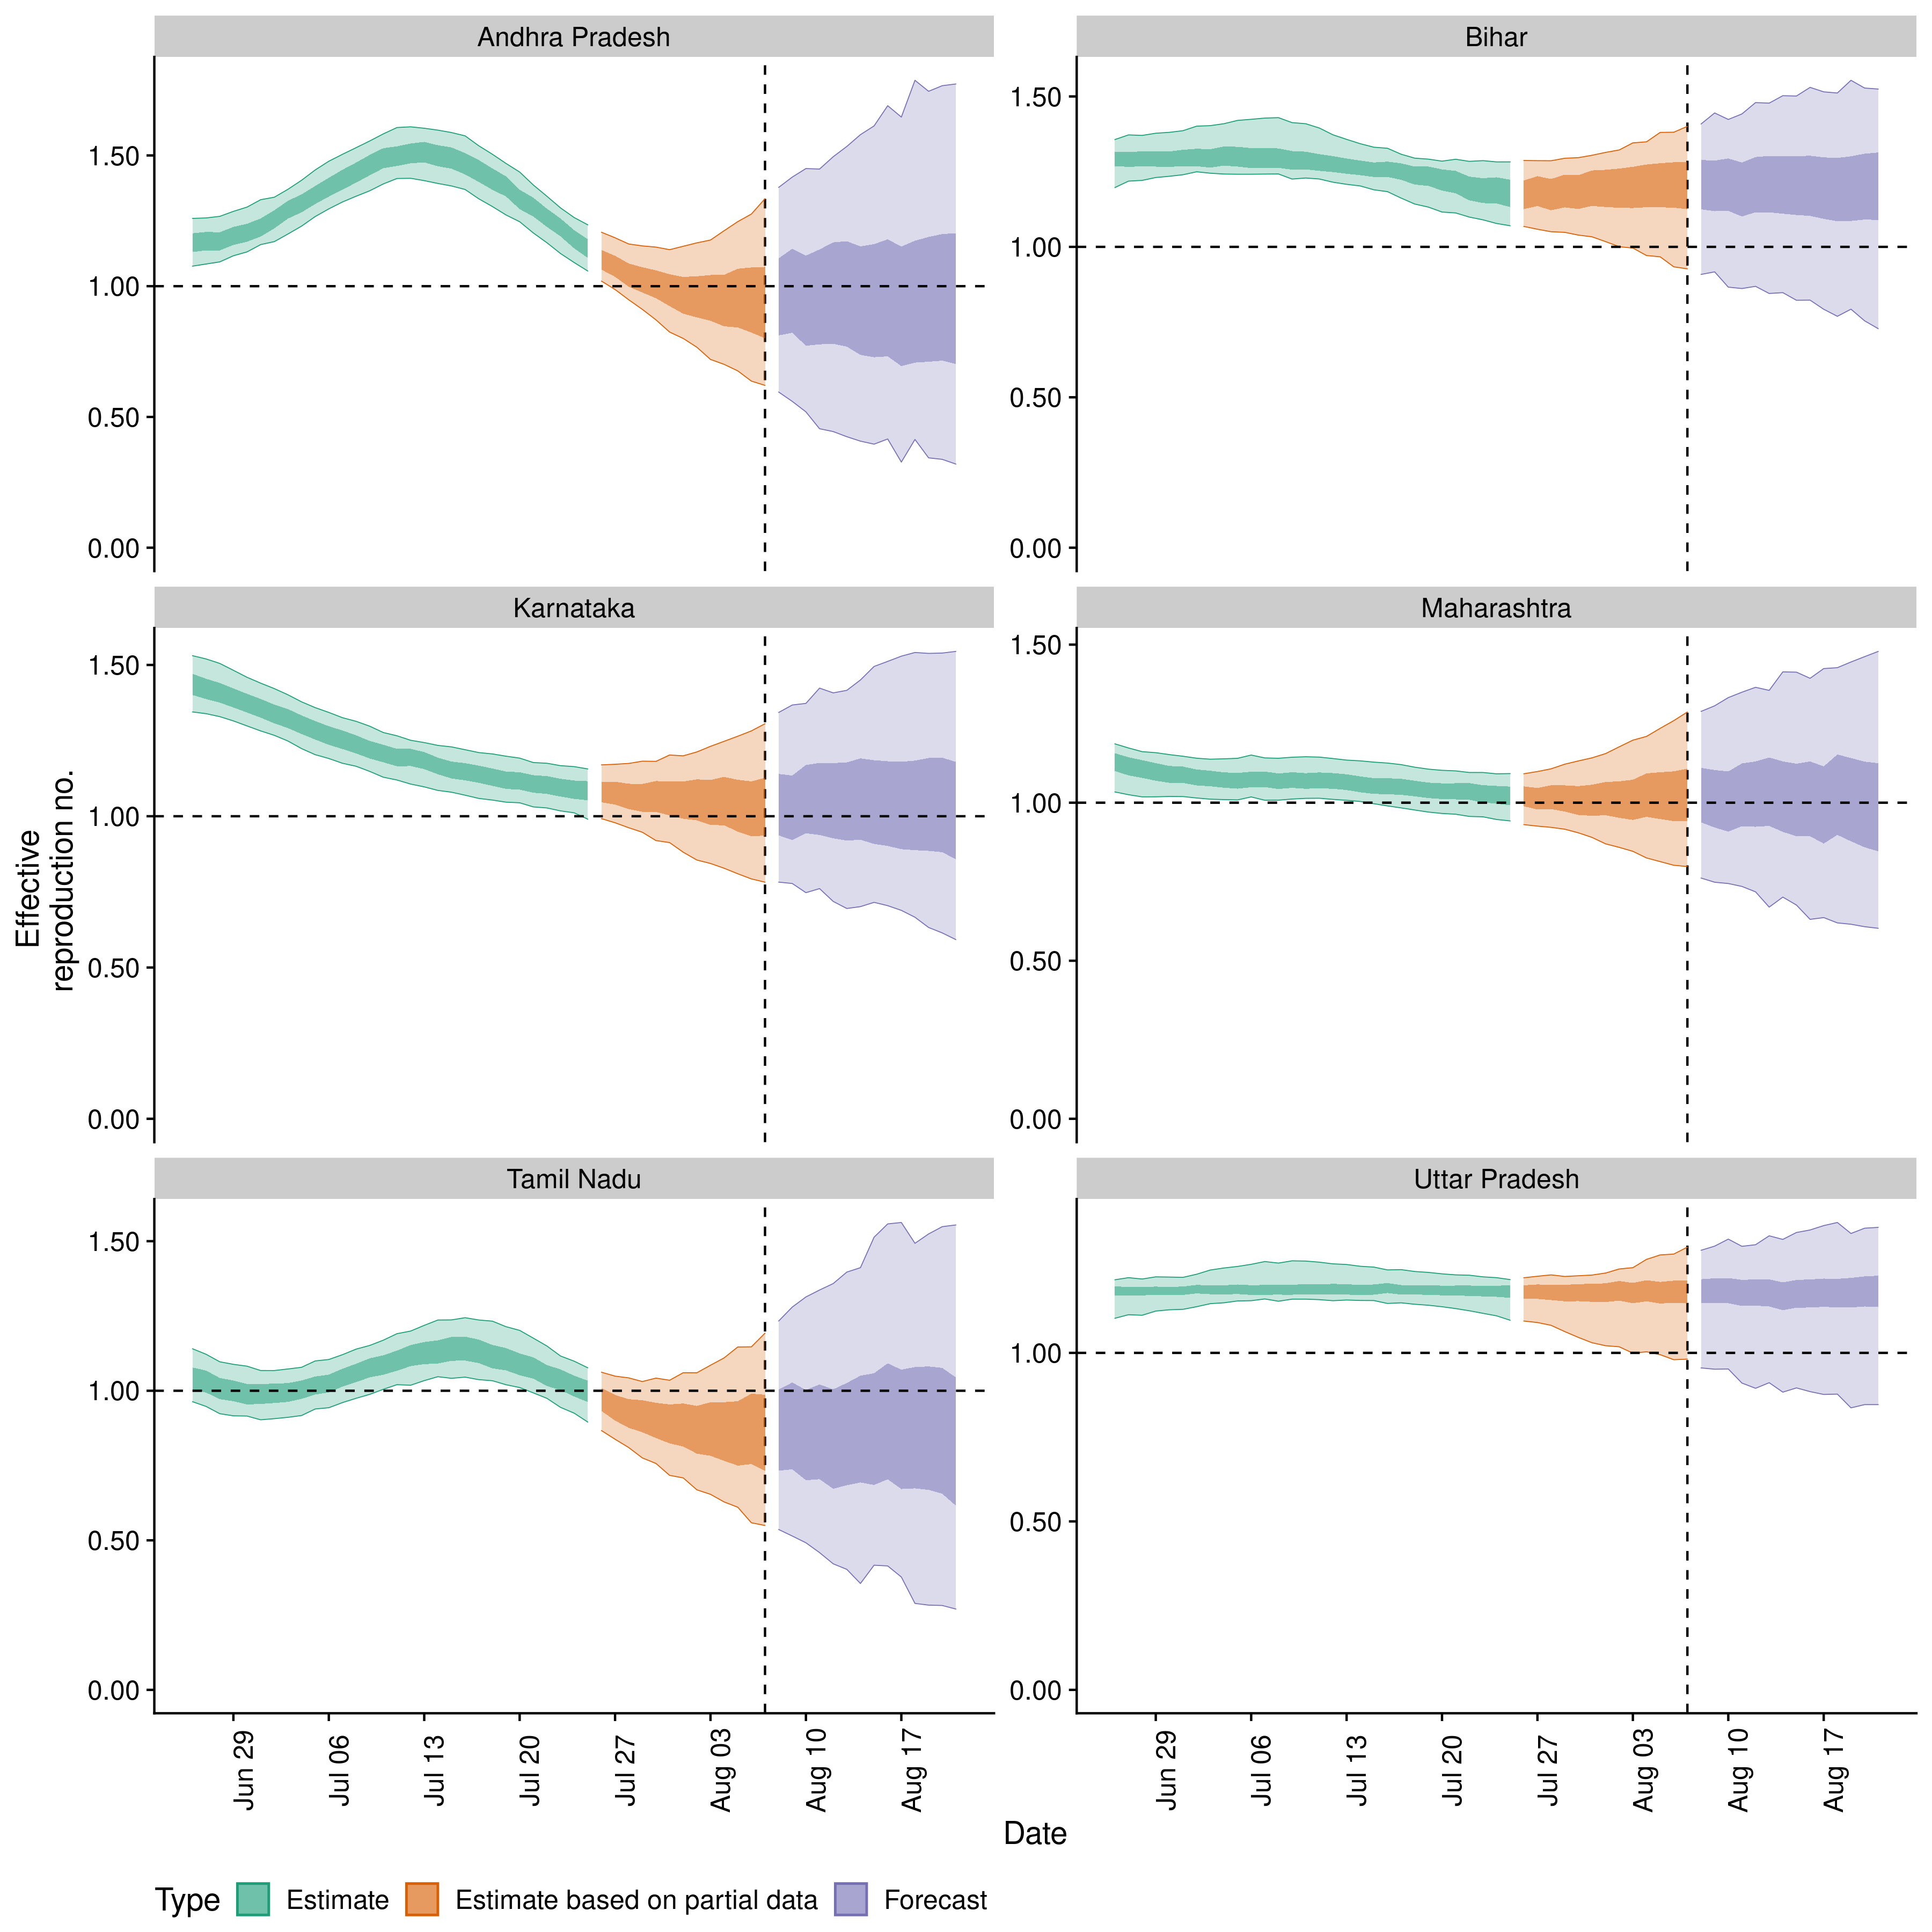 Andhra Pradesh
Bihar
1.50
1.00
0.50
0.00
1.50
1.00
0.50
0.00
Karnataka
Maharashtra
1.50
1.00
0.50
0.00
1.50
1.00
0.50
0.00
Effective
reproduction no.
Tamil Nadu
Uttar Pradesh
1.50
1.00
0.50
0.00
1.00
0.50
0.00
Jun 29
Jul 06
Jul 13
Jul 20
Jul 27
Aug 03
Aug 10
Aug 17
Jun 29
Jul 06
Jul 13
Jul 20
Jul 27
Aug 03
Aug 10
Aug 17
Date
Type Estimate Estimate based on partial data Forecast